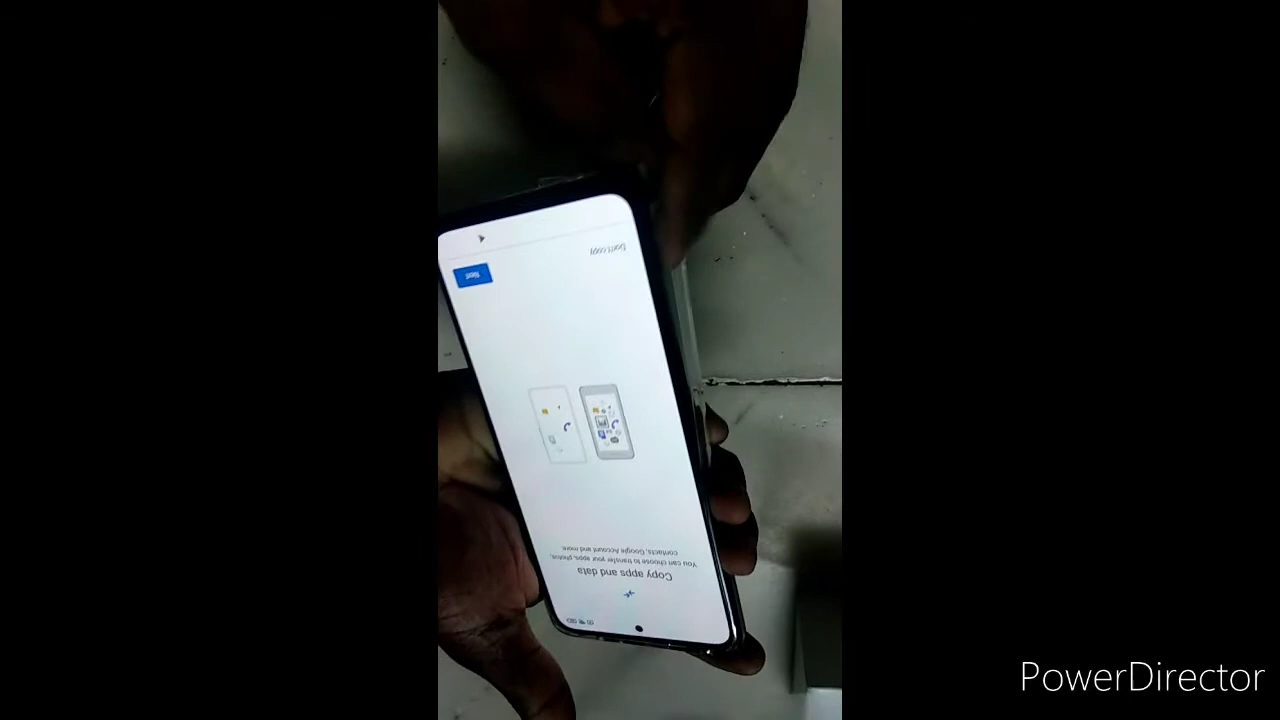 Copy apps and data
You can choose to transfer your apps, photos,
contacts, Google Account and more.
Don't copy
Next
PowerDirector